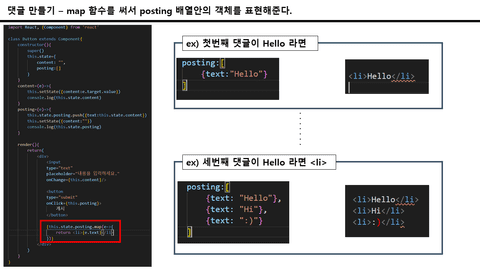 댓글 만들기 – map 함수를 써서 posting 배열안의 객체를 표현해준다.
import React, {Component} from 'react'
class Button extends Component{
constructor(){
super()
this.state={
content: "",
posting:[]
}
}
content=(e)=>{
this.setState({content:e.target.value})
console.log(this.state.content)
}
posting=(e)=>{
this.state.posting.push({text:this.state.content})
this.setState({content:""})
console.log(this.state.posting)
}
render(){
return(
<div>
<input
type="text"
placeholder="내용을 입력하세요."
onChange={this.content}/>
<button
type="submit"
onClick={this.posting}>
게시
</button>
{this.state.posting.map(e=>{
return <li>{e.text}</li>
})}
</div>
ex) 첫번째 댓글이 Hello 라면
posting:[
{text:"Hello"}
]
<li>Hello</li>
ex) 세번째 댓글이 Hello 라면 <li>
posting:[
{text: "Hello"},
{text: "Hi"},
{text: ":)"}
]
<li>Hello</li>
<li>Hi</li>
<li>:)</li>